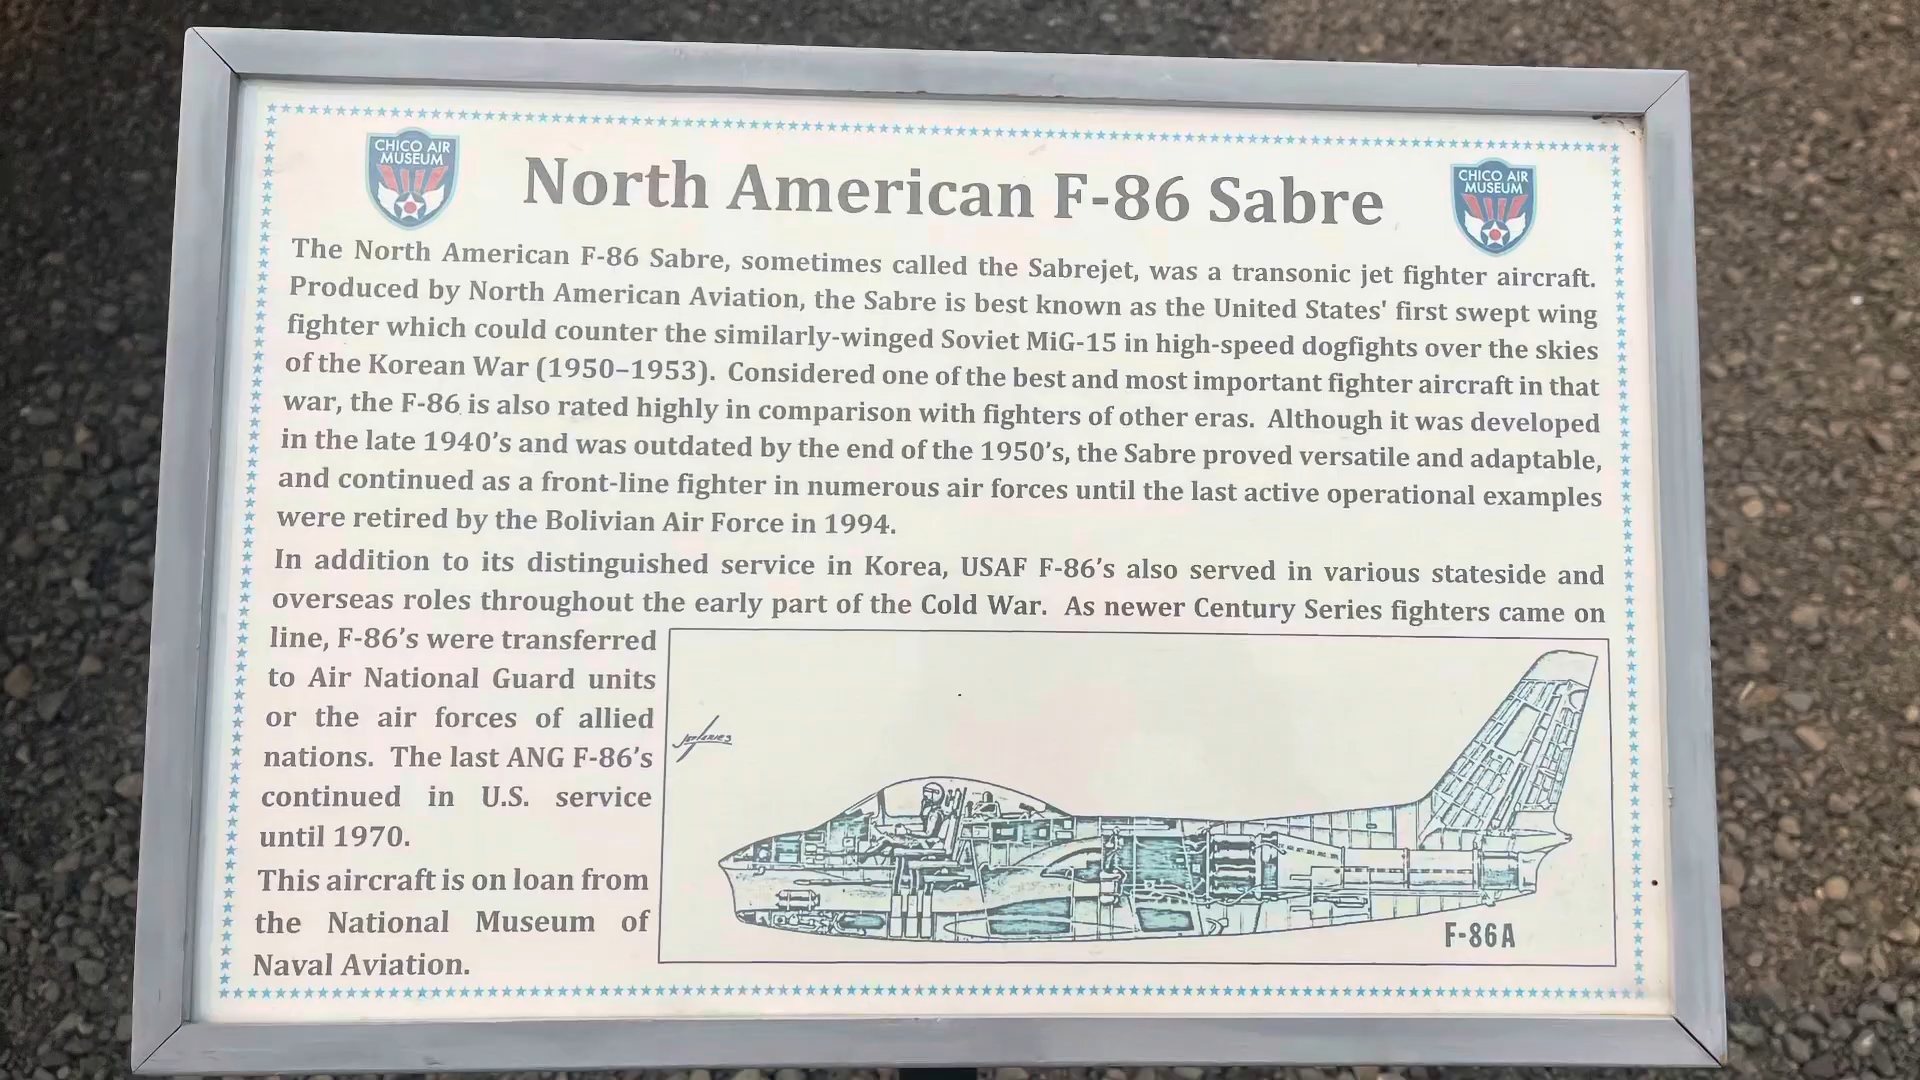 CHICO AIR
MUSEUM
North American F-86 Sabre
CHICO AIR
MUSEUM
The North American F-86 Sabre, sometimes called the Sabrejet, was a transonic jet fighter aircraft.
Produced by North American Aviation, the Sabre is best known as the United States' first swept wing
fighter which could counter the similarly-winged Soviet MiG-15 in high-speed dogfights over the skies
of the Korean War (1950–1953). Considered one of the best and most important fighter aircraft in that
war, the F-86 is also rated highly in comparison with fighters of other eras. Although it was developed
in the late 1940’s and was outdated by the end of the 1950’s, the Sabre proved versatile and adaptable,
and continued as a front-line fighter in numerous air forces until the last active operational examples
were retired by the Bolivian Air Force in 1994.
In addition to its distinguished service in Korea, USAF F-86’s also served in various stateside and
overseas roles throughout the early part of the Cold War. As newer Century Series fighters came on
line, F-86’s were transferred
to Air National Guard units
or the air forces of allied
nations. The last ANG F-86’s
continued in U.S. service
until 1970.
This aircraft is on loan from
the National Museum of
Naval Aviation.
F-86A